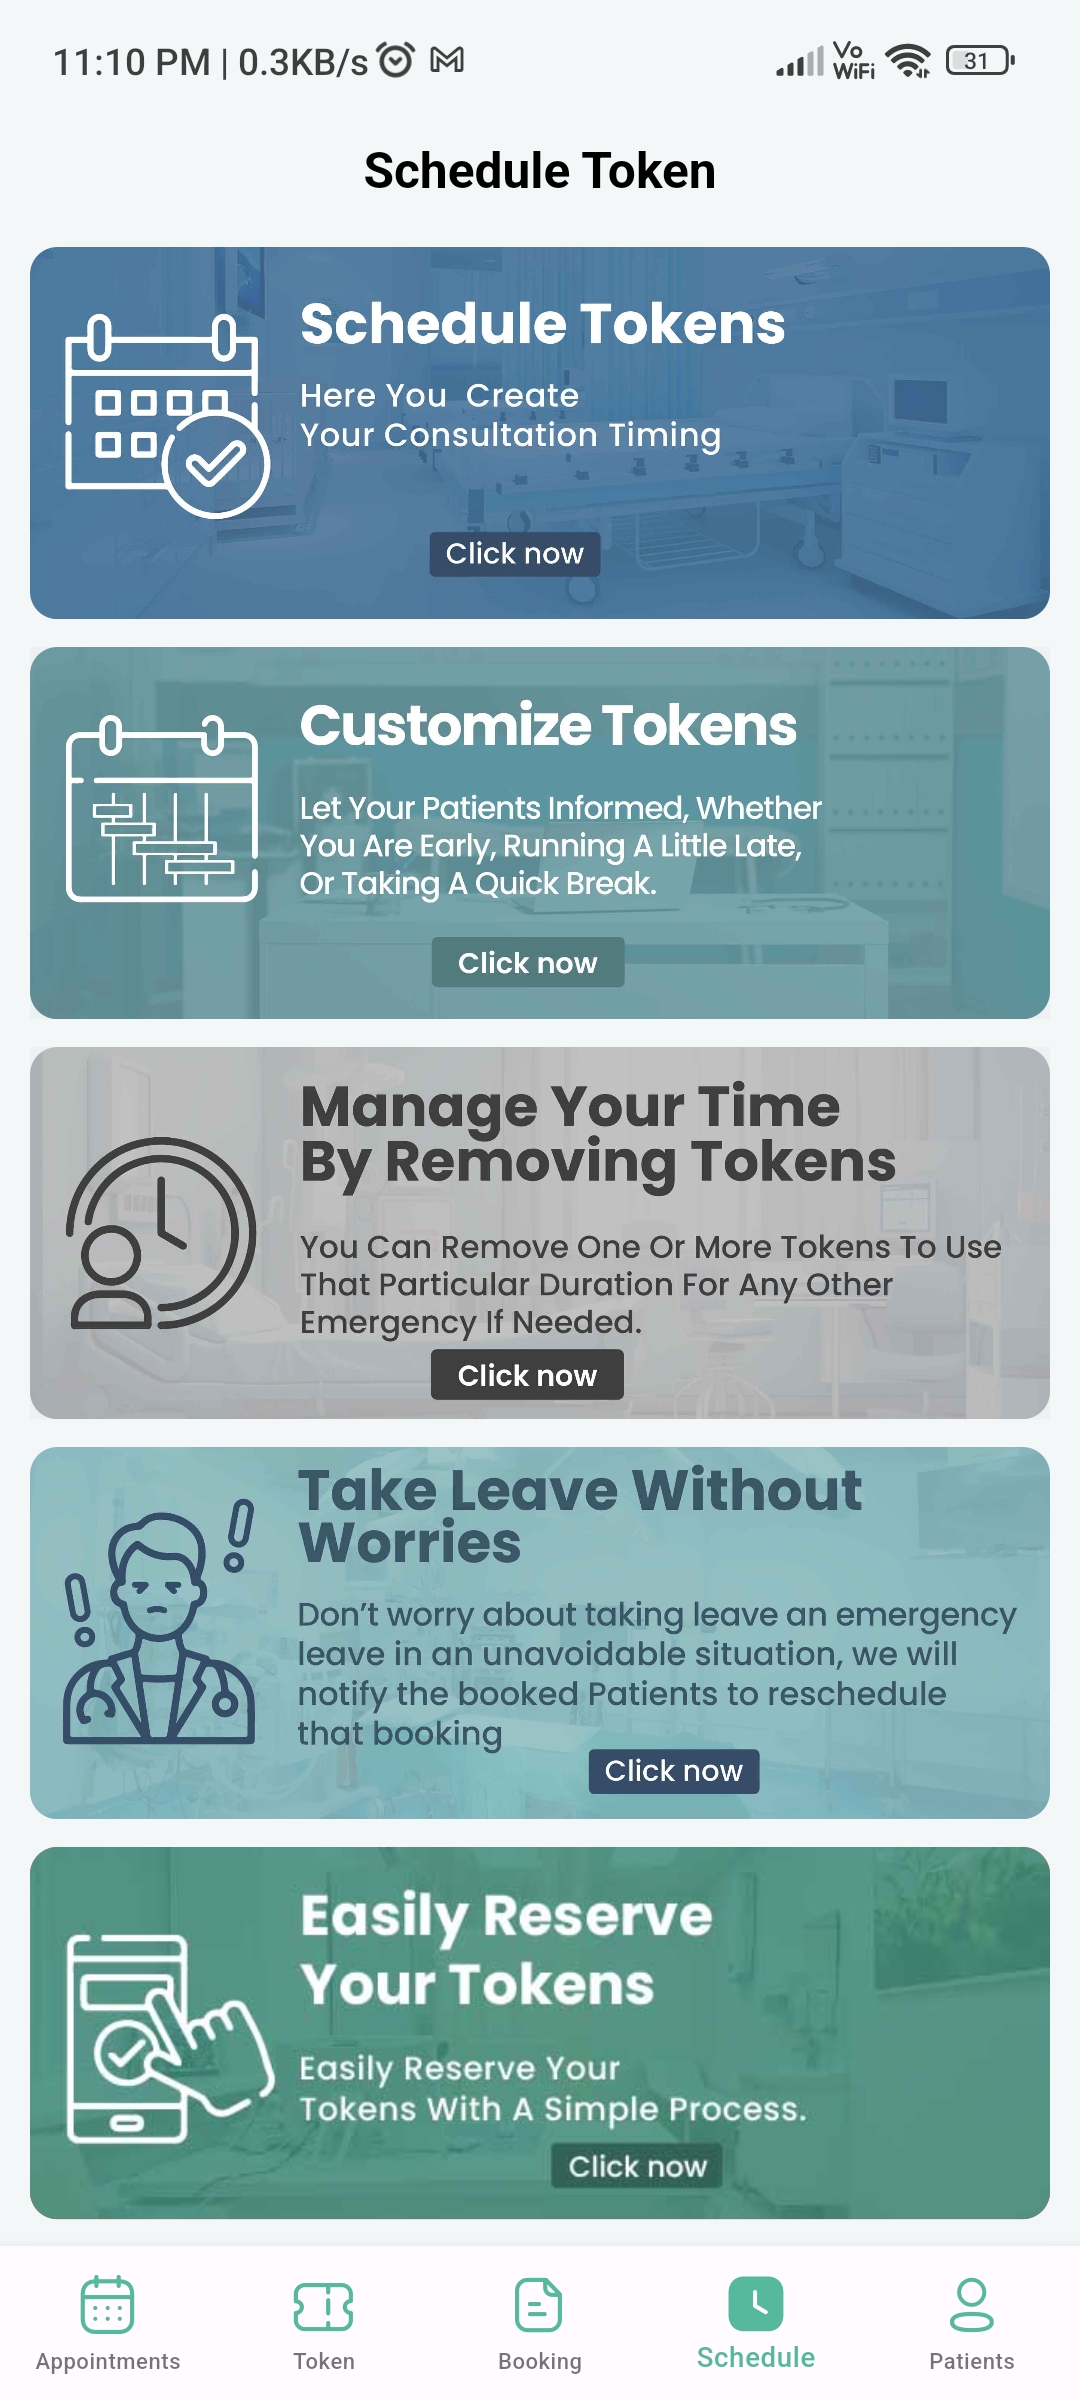 11:10 PM | 0.3KB/s Vo WiFi 31
Schedule Token
Schedule Tokens
Here You Create
Your Consultation Timing
Click now
Customize Tokens
Let Your Patients Informed, Whether
You Are Early, Running A Little Late,
Or Taking A Quick Break.
Click now
Manage Your Time
By Removing Tokens
You Can Remove One Or More Tokens To Use
That Particular Duration For Any Other
Emergency If Needed.
Click now
Take Leave Without
Worries
Don’t worry about taking leave an emergency
leave in an unavoidable situation, we will
notify the booked Patients to reschedule
that booking
Click now
Easily Reserve
Your Tokens
Easily Reserve Your
Tokens With A Simple Process.
Click now
Appointments Token Booking Schedule Patients